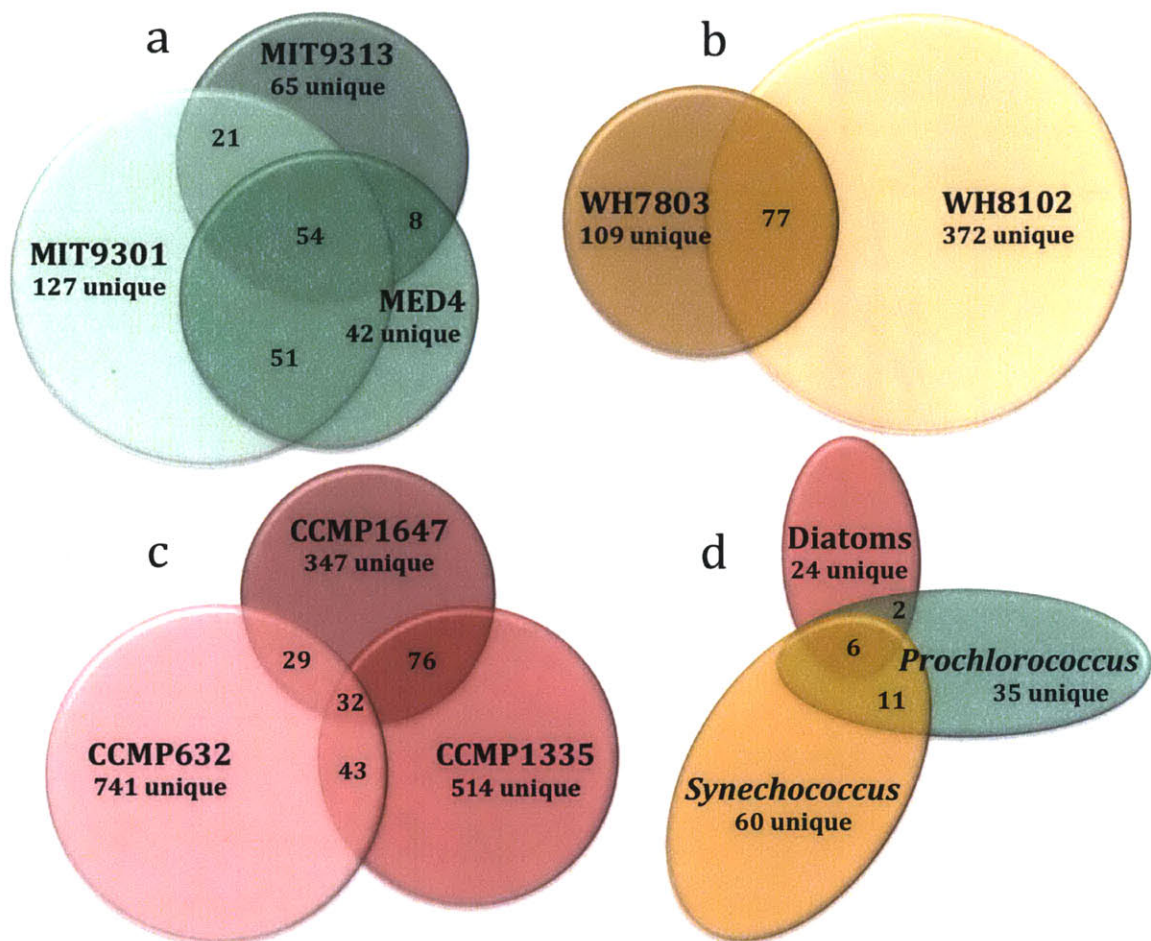 a
MIT9313
65 unique
21
54
8
MIT9301
127 unique
MED4
42 unique
51
b
WH7803
109 unique
77
WH8102
372 unique
c
CCMP1647
347 unique
29
76
32
CCMP632
741 unique
43
CCMP1335
514 unique
d
Diatoms
24 unique
2
6
Prochlorococcus
35 unique
11
Synechococcus
60 unique